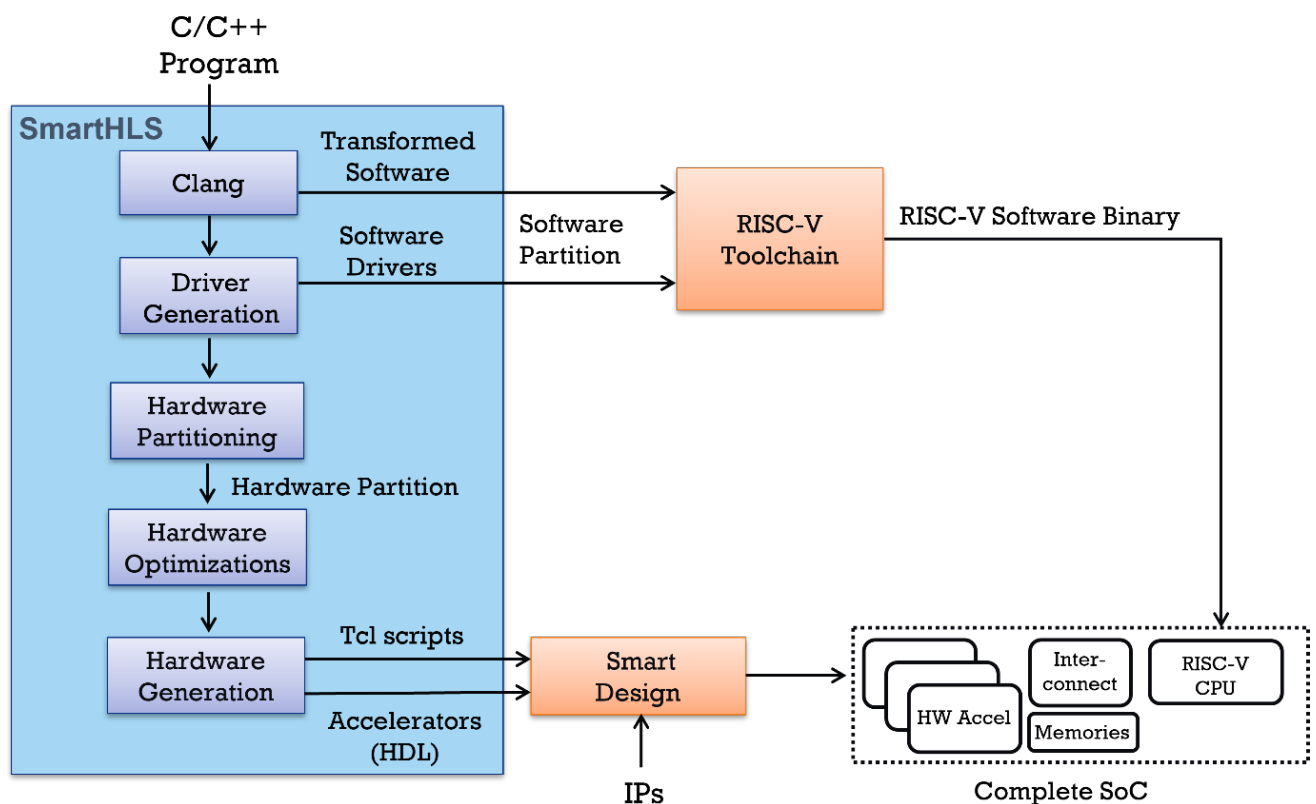 C/C++
Program
SmartHLS
Clang
Transformed
Software
Driver
Generation
Software
Drivers
Software
Partition
RISC-V
Toolchain
RISC-V Software Binary
Hardware
Partitioning
Hardware Partition
Hardware
Optimizations
Hardware
Generation
Tcl scripts
Accelerators
(HDL)
Smart
Design
IPs
HW Accel
Inter-
connect
Memories
RISC-V
CPU
Complete SoC